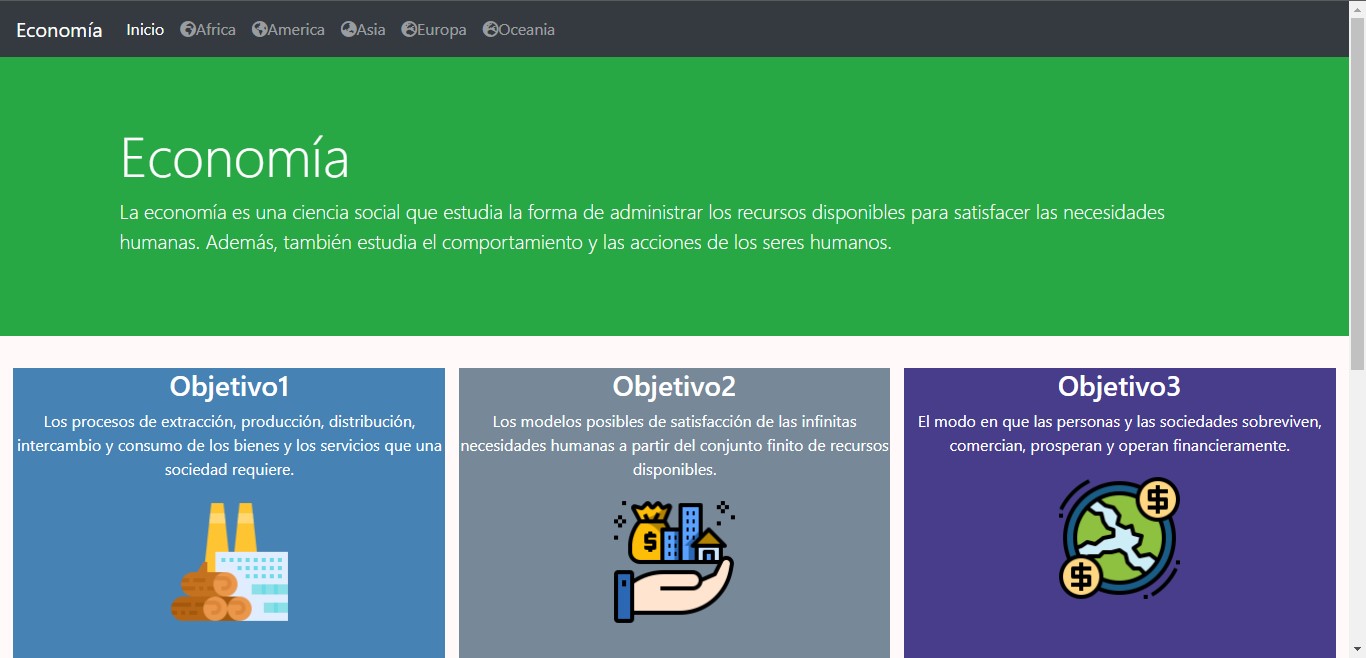 Economía Inicio Africa America Asia Europa Oceania
Economía
La economía es una ciencia social que estudia la forma de administrar los recursos disponibles para satisfacer las necesidades
humanas. Además, también estudia el comportamiento y las acciones de los seres humanos.
Objetivo1
Los procesos de extracción, producción, distribución,
intercambio y consumo de los bienes y los servicios que una
sociedad requiere.
Objetivo2
Los modelos posibles de satisfacción de las infinitas
necesidades humanas a partir del conjunto finito de recursos
disponibles.
$
Objetivo3
El modo en que las personas y las sociedades sobreviven,
comercian, prosperan y operan financieramente.
$
$